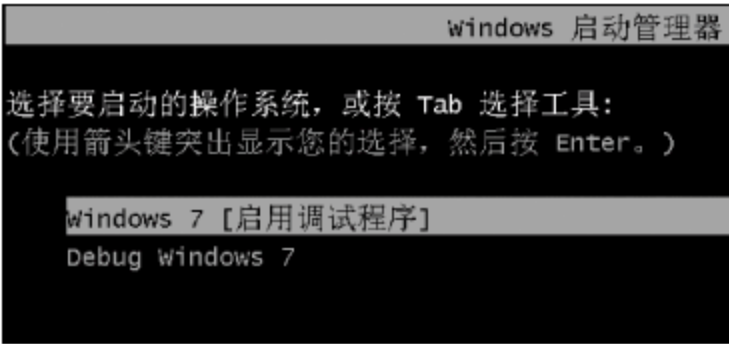 Windows 启动管理器
选择要启动的操作系统，或按 Tab 选择工具:
(使用箭头键突出显示您的选择，然后按 Enter。)
Windows 7 [启用调试程序]
Debug Windows 7